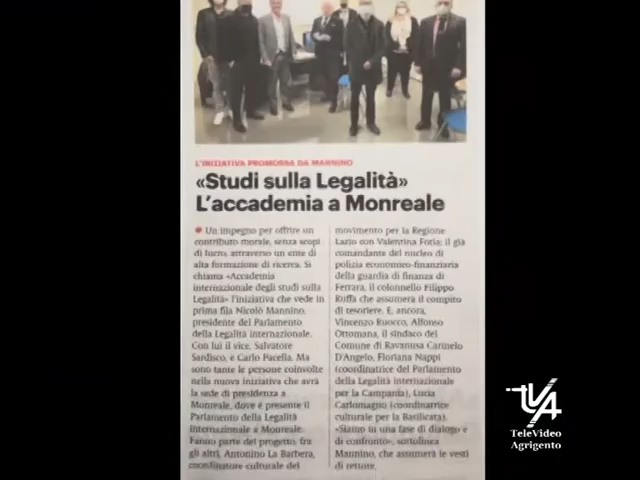 L'INIZIATIVA PROMOSSA DA MANNINO
«Studi sulla Legalità»
L'accademia a Monreale
Un impegno per offrire un
contributo morale, senza scopi
di lucro, attraverso un ente di
alta formazione di ricerca. Si
chiama «Accademia
internazionale degli studi sulla
Legalità» l'iniziativa che vede in
prima fila Nicolò Mannino,
presidente del Parlamento
della Legalità internazionale.
Con lui il vice, Salvatore
Sardisco, e Carlo Pacella. Ma
sono tante le persone coinvolte
nella nuova iniziativa che avrà
la sede di presidenza a
Monreale, dove è presente il
Parlamento della Legalità
internazionale a Monreale.
Fanno parte del progetto, fra
gli altri, Antonino La Barbera,
coordinatore culturale del
movimento per la Regione
Lazio con Valentina Fotia; il già
comandante del nucleo di
polizia economico-finanziaria
della guardia di finanza di
Ferrara, il colonnello Filippo
Ruffa che assumerà il compito
di tesoriere. E, ancora,
Vincenzo Ruocco, Alfonso
Ottomana, il sindaco del
Comune di Ravanusa Carmelo
D'Angelo, Floriana Nappi
(coordinatrice del Parlamento
della Legalità internazionale
per la Campania), Lucia
Carlomagno (coordinatrice
culturale per la Basilicata).
«Siamo in una fase di dialogo e
di confronto», sottolinea
Mannino, che assumerà le vesti
di rettore.
TVA
TeleVideo
Agrigento